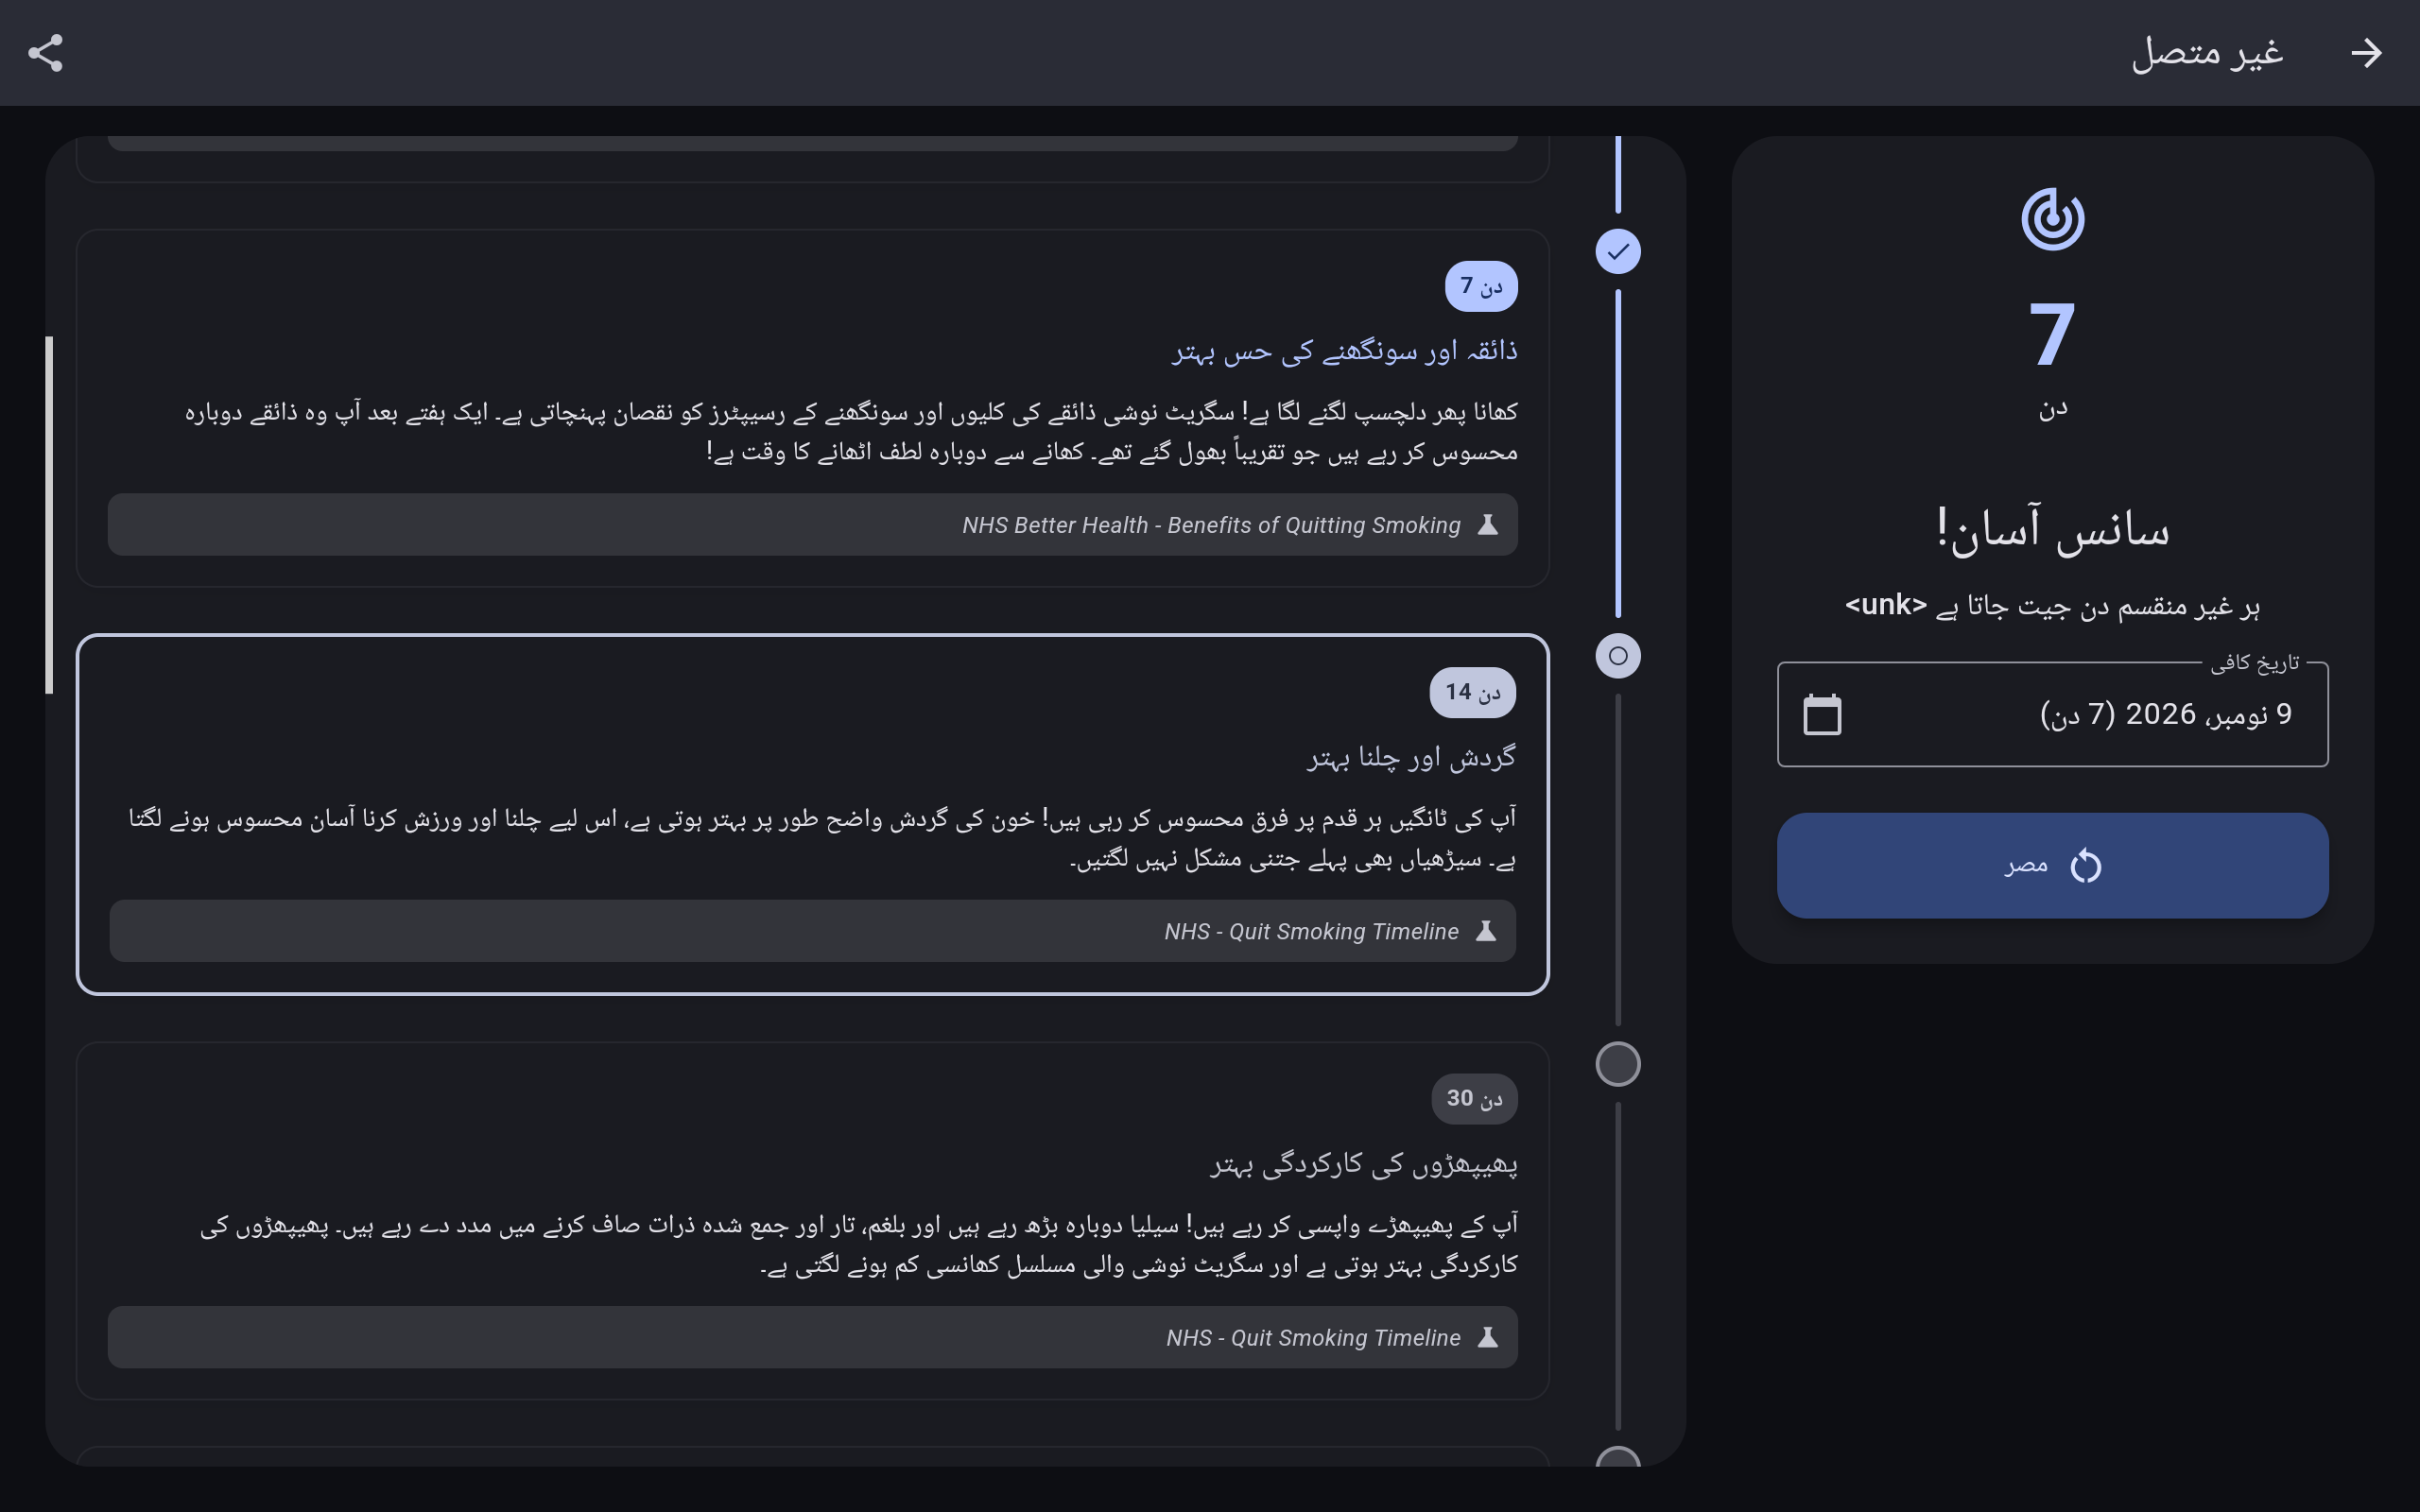 غیر متصل
7
دن
سانس آسان!
ہر غیر منقسم دن جیت جاتا ہے <unk>
تاریخ کافی
9 نومبر، 2026 (7 دن)
مصر
دن 7
ذائقہ اور سونگھنے کی حس بہتر
کھانا پھر دلچسپ لگنے لگا ہے! سگریٹ نوشی ذائقے کی کلیوں اور سونگھنے کے رسیپٹرز کو نقصان پہنچاتی ہے۔ ایک ہفتے بعد آپ وہ ذائقے دوبارہ
محسوس کر رہے ہیں جو تقریباً بھول گئے تھے۔ کھانے سے دوبارہ لطف اٹھانے کا وقت ہے!
NHS Better Health - Benefits of Quitting Smoking
دن 14
گردش اور چلنا بہتر
آپ کی ٹانگیں ہر قدم پر فرق محسوس کر رہی ہیں! خون کی گردش واضح طور پر بہتر ہوتی ہے، اس لیے چلنا اور ورزش کرنا آسان محسوس ہونے لگتا
ہے۔ سیڑھیاں بھی پہلے جتنی مشکل نہیں لگتیں۔
NHS - Quit Smoking Timeline
دن 30
پھیپھڑوں کی کارکردگی بہتر
آپ کے پھیپھڑے واپسی کر رہے ہیں! سیلیا دوبارہ بڑھ رہے ہیں اور بلغم، تار اور جمع شدہ ذرات صاف کرنے میں مدد دے رہے ہیں۔ پھیپھڑوں کی
کارکردگی بہتر ہوتی ہے اور سگریٹ نوشی والی مسلسل کھانسی کم ہونے لگتی ہے۔
NHS - Quit Smoking Timeline